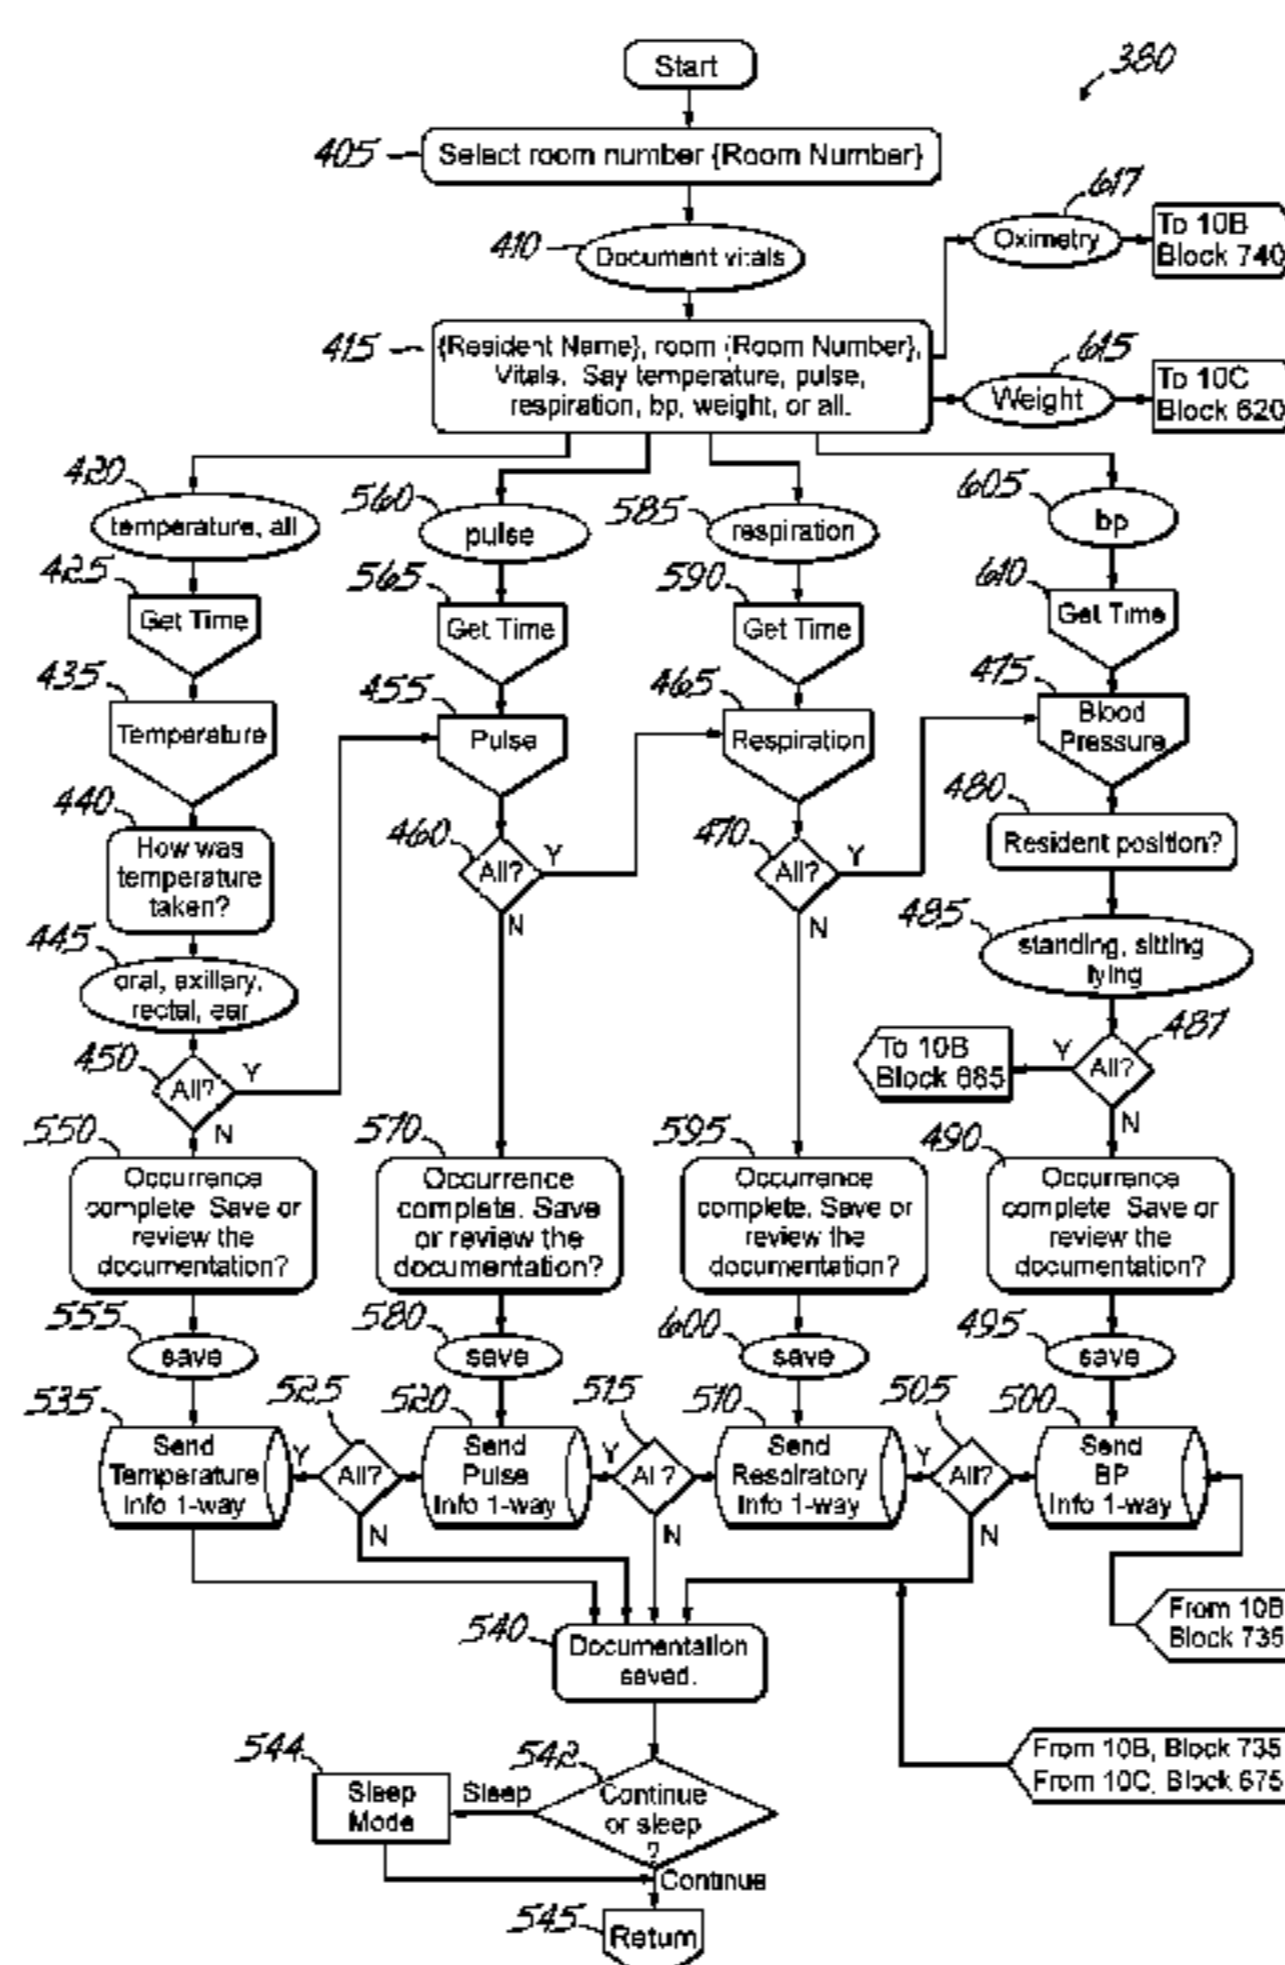 Start
380
405
Select room number {Room Number}
617
410
Document vitals
Oximetry
To 10B
Block 740
415
{Resident Name}, room {Room Number},
Vitals. Say temperature, pulse,
respiration, bp, weight, or all.
615
Weight
To 10C
Block 620
420
temperature, all
560
pulse
585
respiration
605
bp
425
Get Time
565
Get Time
590
Get Time
610
Get Time
435
Temperature
455
Pulse
465
Respiration
475
Blood
Pressure
440
How was
temperature
taken?
460
All?
Y
N
470
All?
Y
N
480
Resident position?
445
oral, axillary,
rectal, ear
485
standing, sitting
lying
450
All?
Y
N
To 10B
Block 685
487
All?
Y
N
550
Occurrence
complete. Save or
review the
documentation?
570
Occurrence
complete. Save
or review the
documentation?
595
Occurrence
complete. Save or
review the
documentation?
490
Occurrence
complete. Save or
review the
documentation?
555
save
580
save
600
save
495
save
535
Send
Temperature
Info 1-way
525
Y
All?
N
520
Send
Pulse
Info 1-way
515
Y
All?
N
510
Send
Respiratory
Info 1-way
505
Y
All?
N
500
Send
BP
Info 1-way
From 10B
Block 735
540
Documentation
saved.
From 10B, Block 735
From 10C, Block 675
544
Sleep
Mode
Sleep
542
Continue
or sleep
?
Continue
545
Return